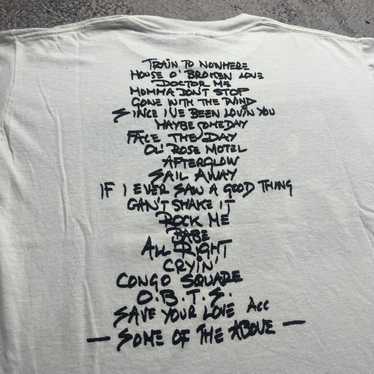 TRAIN TO NOWHERE
HOUSE O' BROKEN LOVE
DOCTOR ME
MOMMA DON'T STOP
GONE WITH THE WIND
SINCE I'VE BEEN LOVIN YOU
MAYBE SOMEDAY
FACE THE DAY
OL' ROSE MOTEL
AFTERGLOW
SAIL AWAY
IF I EVER SAW A GOOD THING
CAN'T SHAKE IT
ROCK ME
BABE
ALL RIGHT
CRYIN'
CONGO SQUARE
O.B.T.S.
SAVE YOUR LOVE ACC
— SOME OF THE ABOVE —